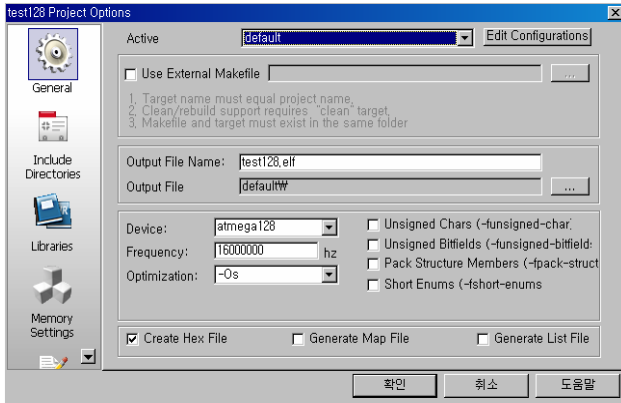 test128 Project Options
General
Include
Directories
Libraries
Memory
Settings
Active
default
Edit Configurations
Use External Makefile
...
1. Target name must equal project name.
2. Clean/rebuild support requires "clean" target.
3. Makefile and target must exist in the same folder
Output File Name:
test128.elf
Output File
default₩
...
Device:
atmega128
Frequency:
16000000
hz
Optimization:
-Os
Unsigned Chars (-funsigned-char)
Unsigned Bitfields (-funsigned-bitfield:
Pack Structure Members (-fpack-struct
Short Enums (-fshort-enums
Create Hex File
Generate Map File
Generate List File
확인
취소
도움말